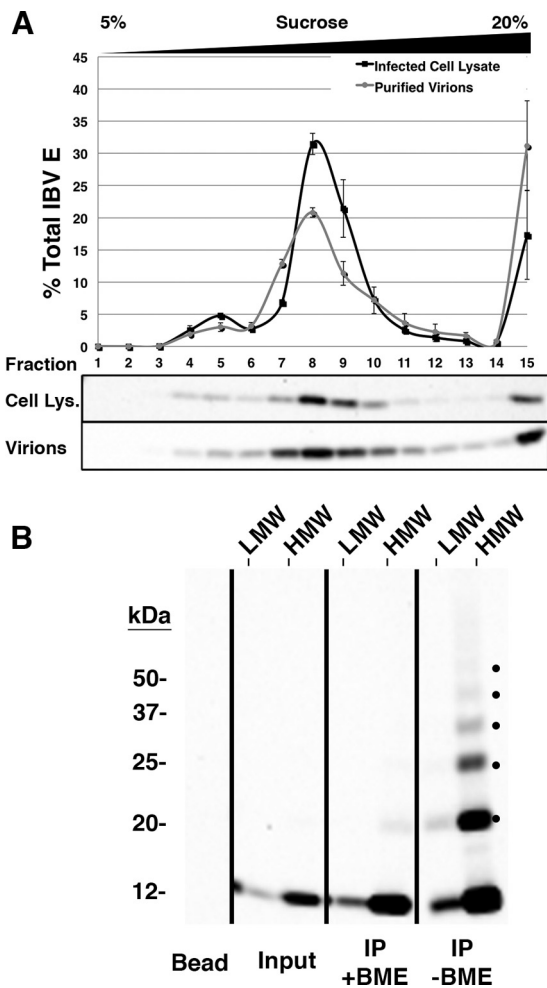 A
5% Sucrose 20%
Infected Cell Lysate
Purified Virions
% Total IBV E
45
40
35
30
25
20
15
10
5
0
Fraction 1 2 3 4 5 6 7 8 9 10 11 12 13 14 15
Cell Lys.
Virions
B
LMW HMW LMW HMW LMW HMW
kDa
50-
37-
25-
20-
12-
Bead Input IP +BME IP -BME